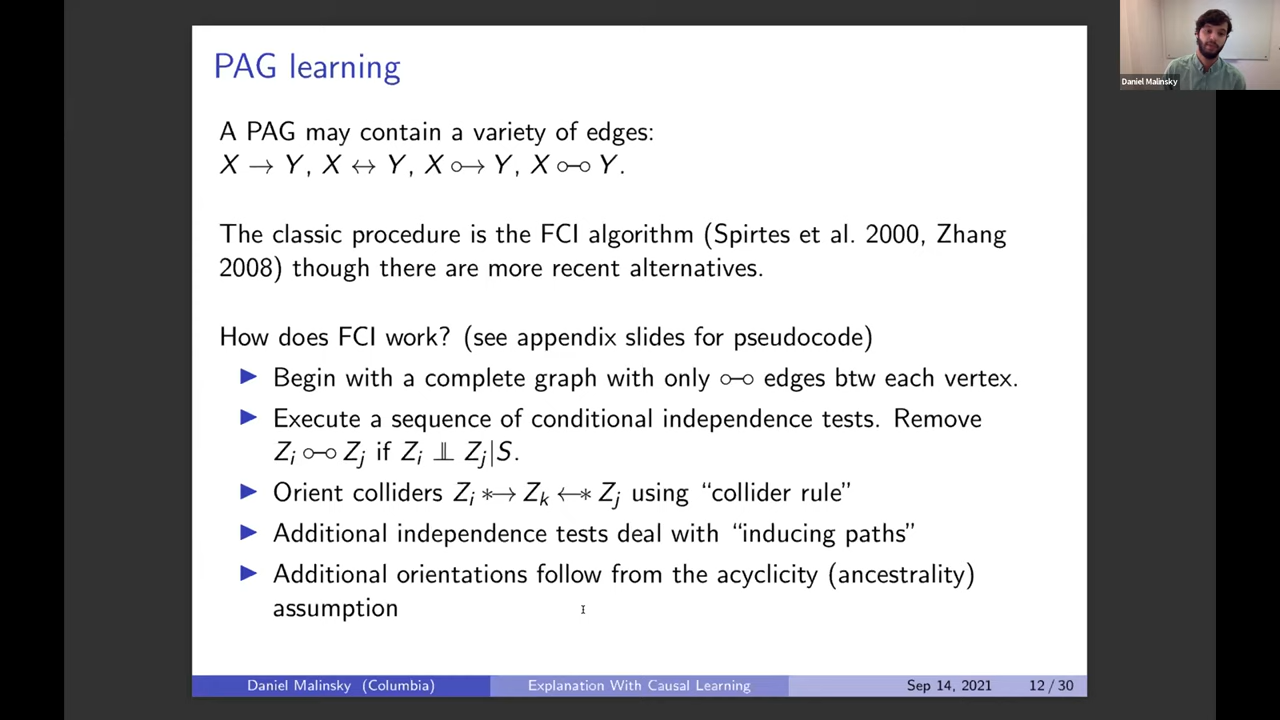 PAG learning
Daniel Malinsky
A PAG may contain a variety of edges:
X → Y, X ↔ Y, X o→ Y, X o–o Y.
The classic procedure is the FCI algorithm (Spirtes et al. 2000, Zhang
2008) though there are more recent alternatives.
How does FCI work? (see appendix slides for pseudocode)
▶ Begin with a complete graph with only o–o edges btw each vertex.
▶ Execute a sequence of conditional independence tests. Remove
Zᵢ o–o Zⱼ if Zᵢ ⫫ Zⱼ|S.
▶ Orient colliders Zᵢ *→ Zₖ ←* Zⱼ using “collider rule”
▶ Additional independence tests deal with “inducing paths”
▶ Additional orientations follow from the acyclicity (ancestrality)
assumption
Daniel Malinsky (Columbia) Explanation With Causal Learning Sep 14, 2021 12 / 30